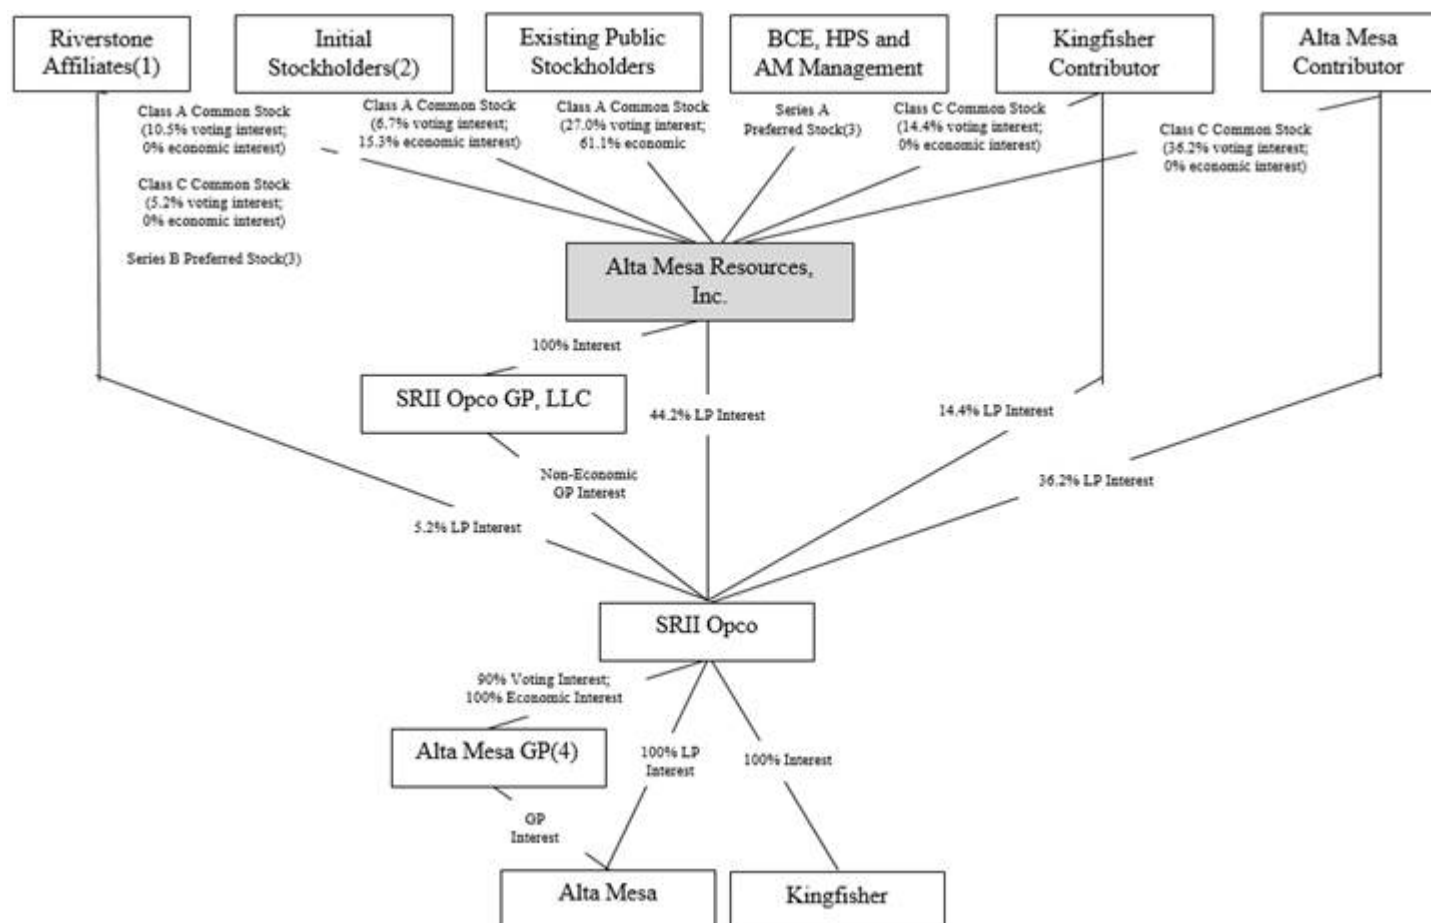 Riverstone
Affiliates(1)
Initial
Stockholders(2)
Existing Public
Stockholders
BCE, HPS and
AM Management
Kingfisher
Contributor
Alta Mesa
Contributor
Class A Common Stock
(10.5% voting interest;
0% economic interest)
Class C Common Stock
(5.2% voting interest;
0% economic interest)
Series B Preferred Stock(3)
Class A Common Stock
(6.7% voting interest;
15.3% economic interest)
Class A Common Stock
(27.0% voting interest;
61.1% economic
Series A
Preferred Stock(3)
Class C Common Stock
(14.4% voting interest;
0% economic interest)
Class C Common Stock
(36.2% voting interest;
0% economic interest)
Alta Mesa Resources,
Inc.
100% Interest
SRII Opco GP, LLC
44.2% LP Interest
14.4% LP Interest
Non-Economic
GP Interest
36.2% LP Interest
5.2% LP Interest
SRII Opco
90% Voting Interest;
100% Economic Interest
Alta Mesa GP(4)
100% LP
Interest
100% Interest
GP
Interest
Alta Mesa
Kingfisher